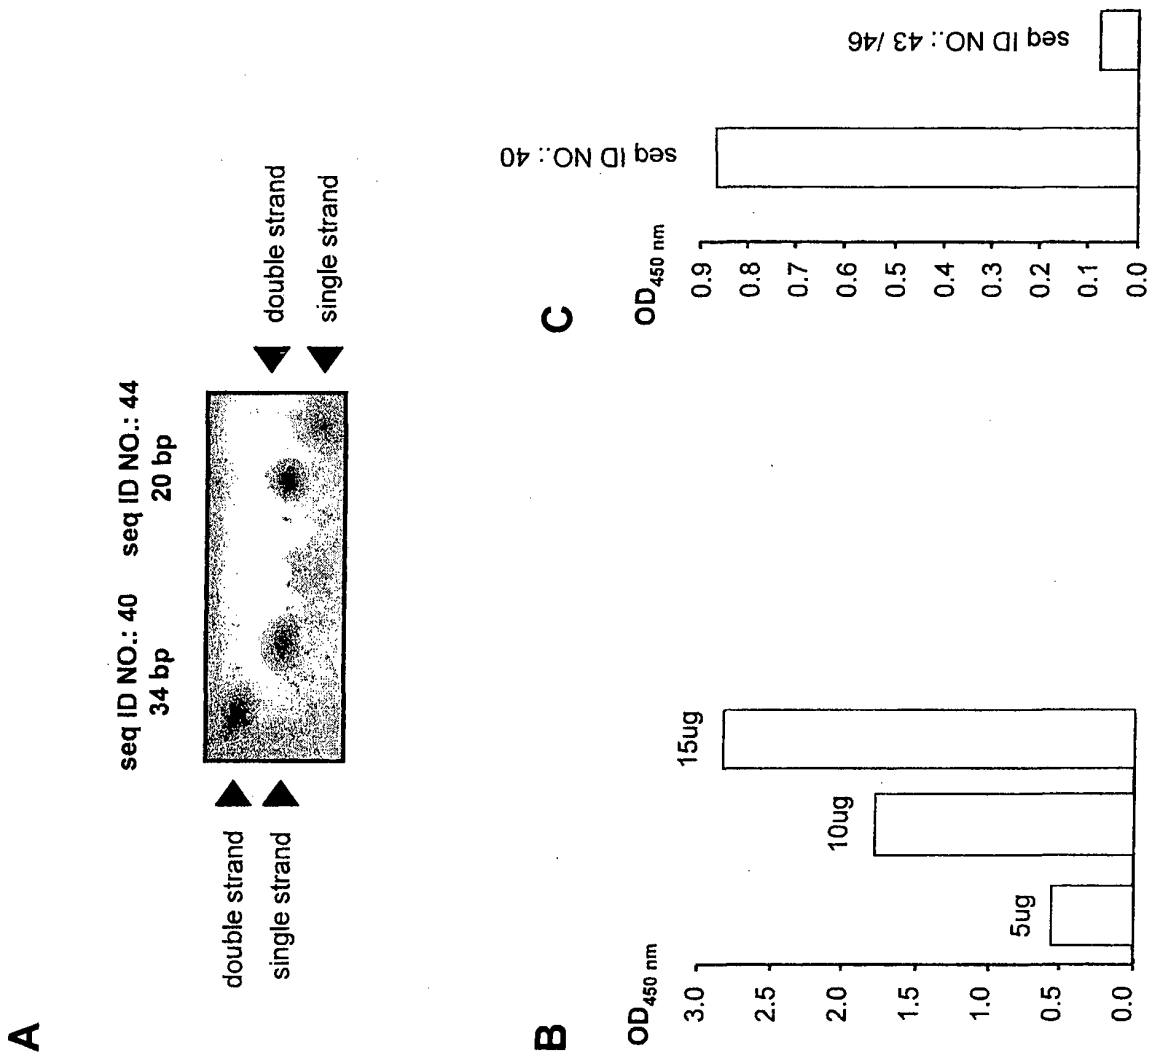 A
seq ID NO.: 40 seq ID NO.: 44
34 bp 20 bp
double strand
single strand
double strand
single strand
B
OD450 nm
3.0
2.5
2.0
1.5
1.0
0.5
0.0
5ug
10ug
15ug
C
OD450 nm
0.9
0.8
0.7
0.6
0.5
0.4
0.3
0.2
0.1
0.0
seq ID NO.: 40
seq ID NO.: 43 /46